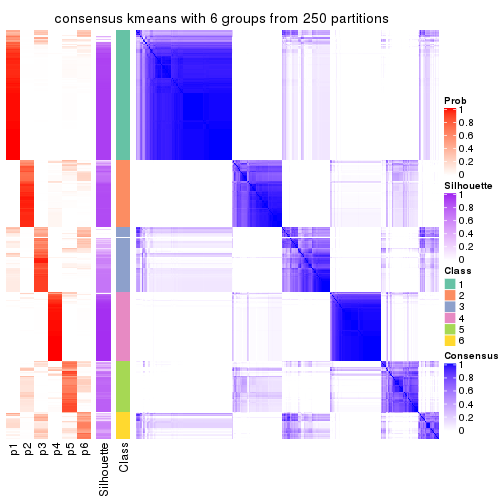 consensus kmeans with 6 groups from 250 partitions
Prob
1
0.8
0.6
0.4
0.2
0
Silhouette
1
0.8
0.6
0.4
0.2
0
Class
1
2
3
4
5
6
Consensus
1
0.8
0.6
0.4
0.2
0
p1
p2
p3
p4
p5
p6
Silhouette
Class